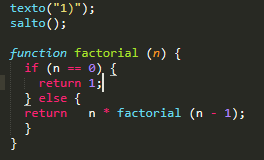 texto("1)");
salto();
function factorial (n) {
if (n == 0) {
return 1;
} else {
return   n * factorial (n - 1);
}
}